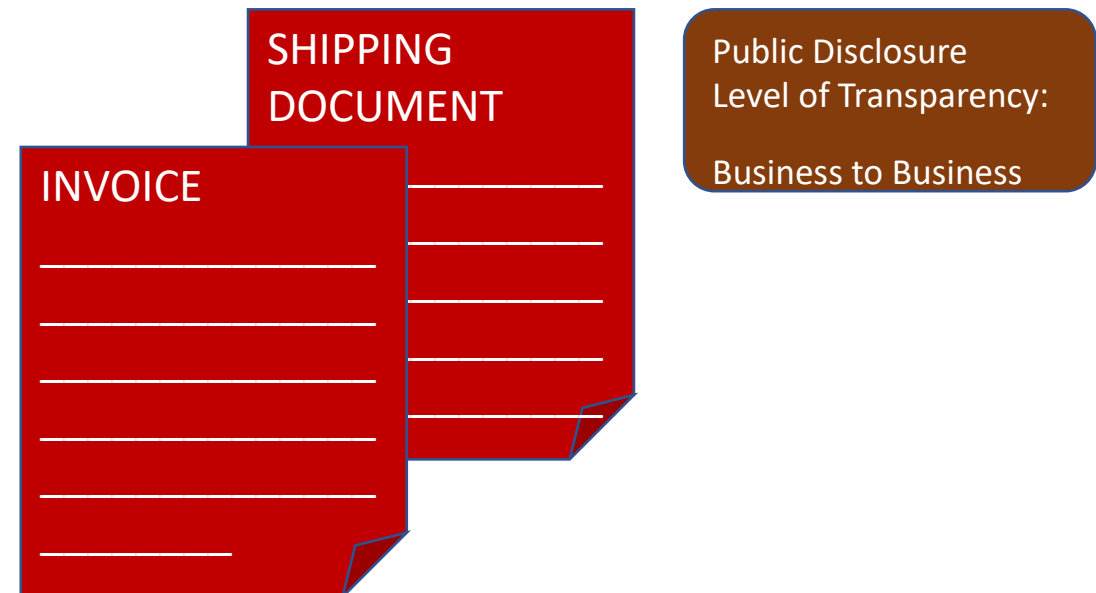 SHIPPING
DOCUMENT
INVOICE
Public Disclosure
Level of Transparency:
Business to Business